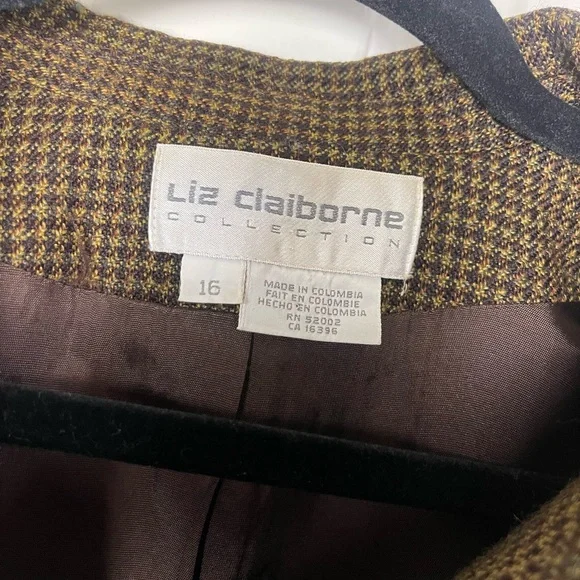 Liz claiborne
COLLECTION
16
MADE IN COLOMBIA
FAIT EN COLOMBIE
HECHO EN COLOMBIA
RN 52002
CA 16396